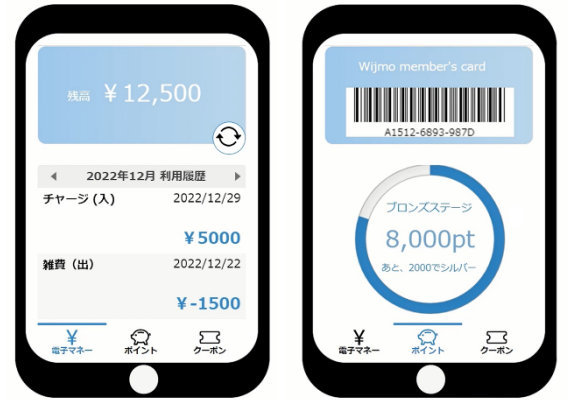 残高 ¥12,500
2022年12月 利用履歴
チャージ (入) 2022/12/29
¥5000
雑費（出） 2022/12/22
¥-1500
¥
電子マネー ポイント クーポン
Wijmo member's card
A1512-6893-987D
ブロンズステージ
8,000pt
あと、2000でシルバー
¥
電子マネー ポイント クーポン